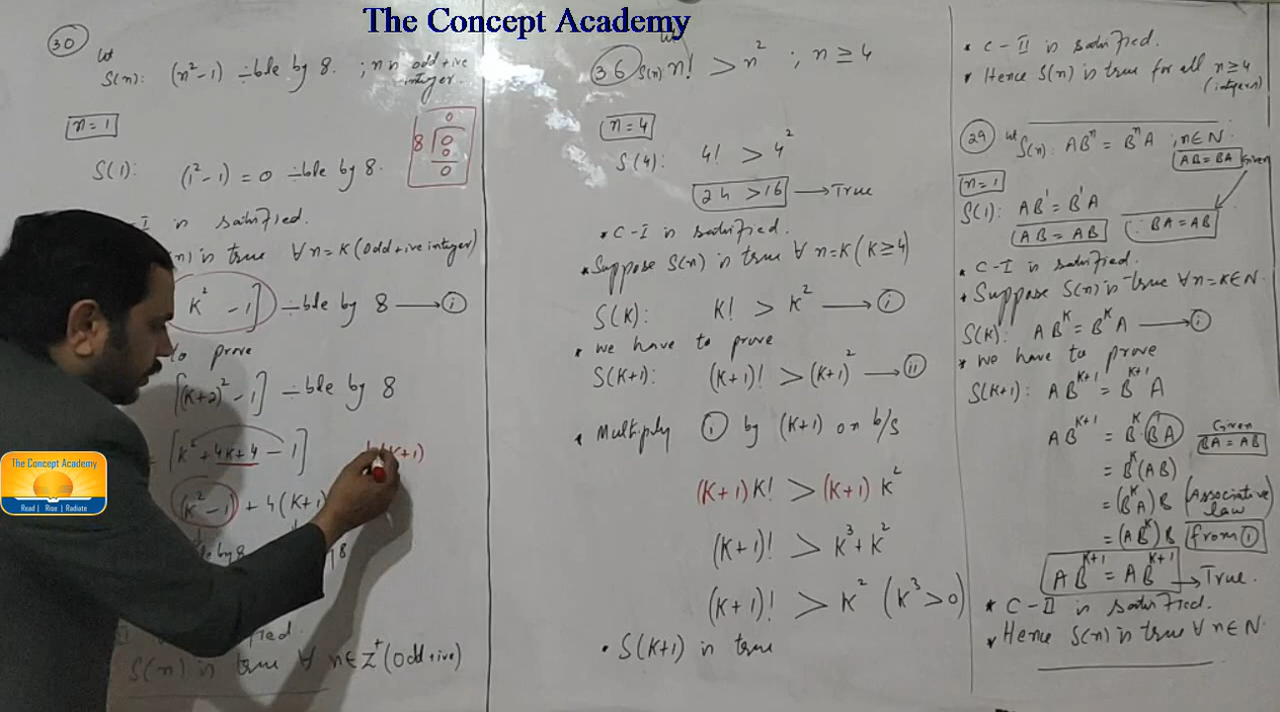 The Concept Academy
30
let
S(n): (n²-1) ÷ble by 8. ; n is odd +ive
integer.
n=1
0
8 0
0
0
S(1): (1²-1) = 0 ÷ble by 8.
-I is satisfied.
(n) is true ∀ n=K (odd +ive integer)
K² -1] ÷ble by 8 → (i)
to prove
[(K+2)² -1] ÷ble by 8
[K²+4K+4 -1]
(K+1)
(K²-1) + 4(K+1)
by 8
S(n) is true ∀ n∈Z⁺(Odd +ive)
The Concept Academy
Read | Rise | Radiate
36 let S(n) n! > n² ; n ≥ 4
n=4
S(4): 4! > 4²
24 >16 → True
* C-I is satisfied.
* Suppose S(n) is true ∀ n=K (K≥4)
S(K): K! > K² → (i)
* we have to prove
S(K+1): (K+1)! > (K+1)² → (ii)
* Multiply (i) by (K+1) on b/s
(K+1)K! > (K+1) K²
(K+1)! > K³+K²
(K+1)! > K² (K³>0)
• S(K+1) is true
* C-II is satisfied.
* Hence S(n) is true for all n≥4
(integers)
29 let S(n): ABⁿ = BⁿA ; n∈N.
AB=BA Given
n=1
S(1): AB¹ = B¹A
AB = AB ∵ BA = AB
* C-I is satisfied.
* Suppose S(n) is true ∀n=K∈N.
S(K): ABᴷ = BᴷA → (i)
* we have to prove
S(K+1): ABᴷ⁺¹ = Bᴷ⁺¹A
ABᴷ⁺¹ = Bᴷ·(BA) Given
BA = AB
= Bᴷ(AB)
= (BᴷA)B (Associative
law)
= (ABᴷ)B from (i)
ABᴷ⁺¹ = ABᴷ⁺¹ → True.
* C-II is satisfied.
* Hence S(n) is true ∀ n∈N.